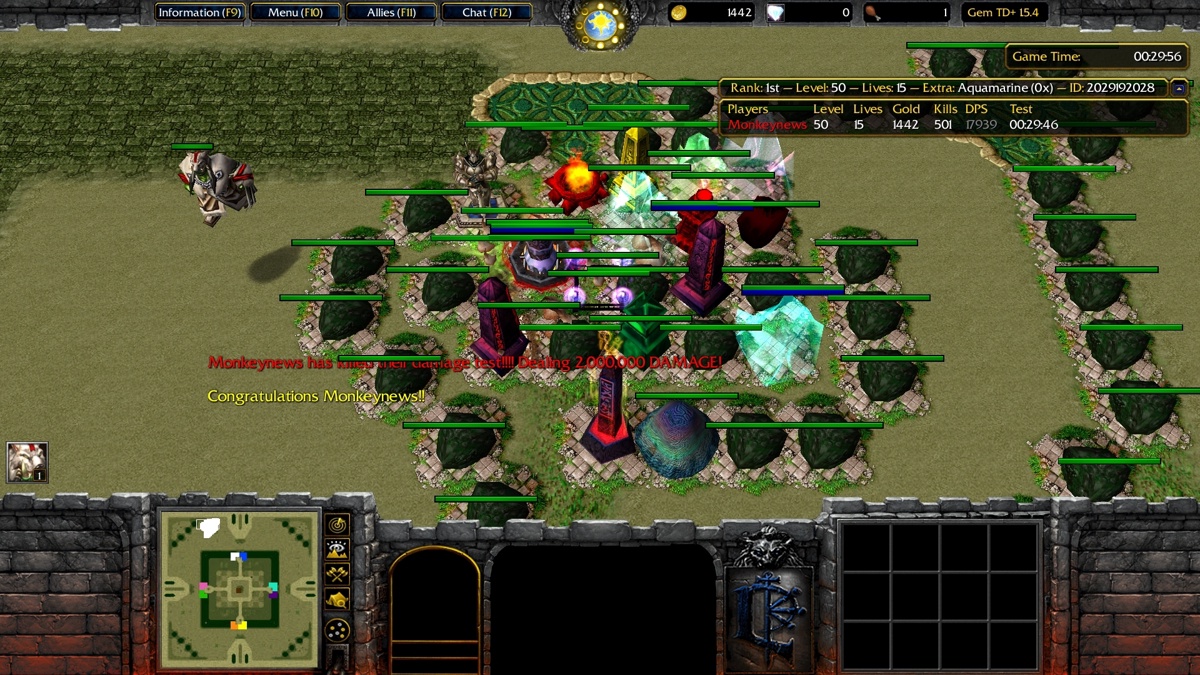 Information (F9) Menu (F10) Allies (F11) Chat (F12) 1442 0 1 Gem TD+ 15.4
Game Time: 00:29:56
Rank: 1st — Level: 50 — Lives: 15 — Extra: Aquamarine (0x) — ID: 2029192028
Players Level Lives Gold Kills DPS Test
Monkeynews 50 15 1442 501 17939 00:29:46
Monkeynews has killed their damage test!!!! Dealing 2,000,000 DAMAGE!
Congratulations Monkeynews!!
1